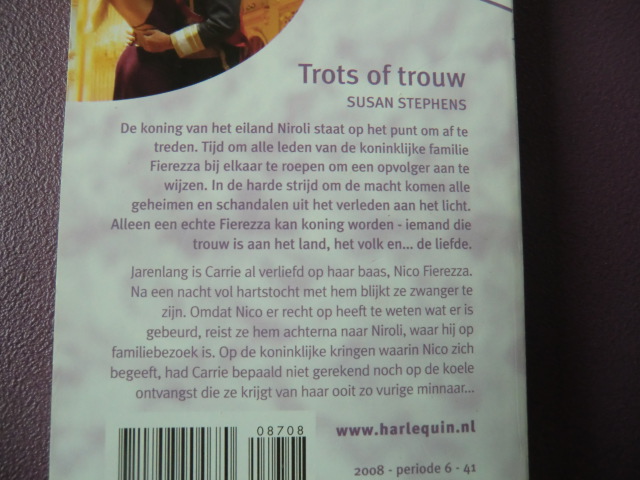 Trots of trouw
SUSAN STEPHENS
De koning van het eiland Niroli staat op het punt om af te
treden. Tijd om alle leden van de koninklijke familie
Fierezza bij elkaar te roepen om een opvolger aan te
wijzen. In de harde strijd om de macht komen alle
geheimen en schandalen uit het verleden aan het licht.
Alleen een echte Fierezza kan koning worden - iemand die
trouw is aan het land, het volk en... de liefde.
Jarenlang is Carrie al verliefd op haar baas, Nico Fierezza.
Na een nacht vol hartstocht met hem blijkt ze zwanger te
zijn. Omdat Nico er recht op heeft te weten wat er is
gebeurd, reist ze hem achterna naar Niroli, waar hij op
familiebezoek is. Op de koninklijke kringen waarin Nico zich
begeeft, had Carrie bepaald niet gerekend noch op de koele
ontvangst die ze krijgt van haar ooit zo vurige minnaar...
08708
www.harlequin.nl
2008 - periode 6 - 41